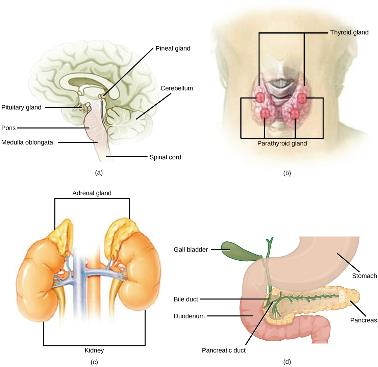 Pineal gland
Cerebellum
Pituitary gland
Pons
Medulla oblongata
Spinal cord
(a)
Thyroid gland
Parathyroid gland
(b)
Adrenal gland
Kidney
(c)
Gall bladder
Stomach
Bile duct
Duodenum
Pancreas
Pancreatic duct
(d)